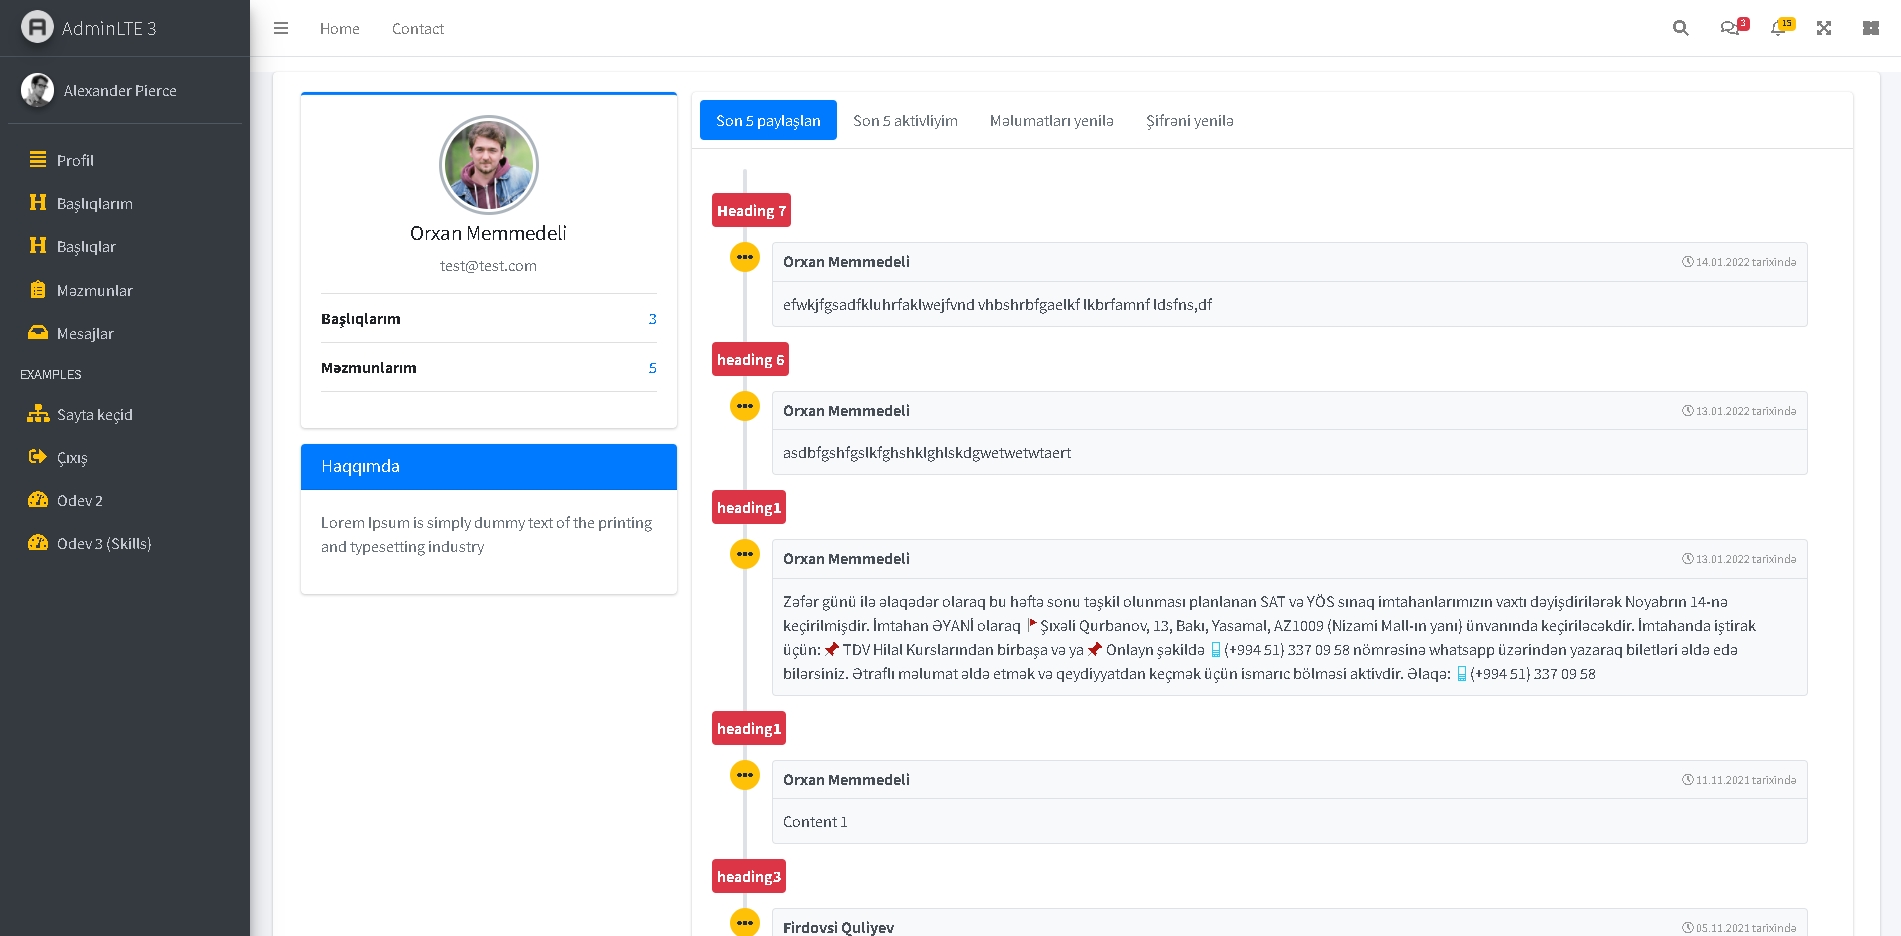 AdminLTE 3
Home
Contact
3
15
Alexander Pierce
Profil
Başlıqlarım
Başlıqlar
Məzmunlar
Mesajlar
EXAMPLES
Sayta keçid
Çıxış
Odev 2
Odev 3 (Skills)
Orxan Memmedeli
test@test.com
Başlıqlarım 3
Məzmunlarım 5
Haqqımda
Lorem Ipsum is simply dummy text of the printing
and typesetting industry
Son 5 paylaşlan
Son 5 aktivliyim
Məlumatları yenilə
Şifrəni yenilə
Heading 7
Orxan Memmedeli
14.01.2022 tarixində
efwkjfgsadfkluhrfaklwejfvnd vhbshrbfgaelkf lkbrfamnf ldsfns,df
heading 6
Orxan Memmedeli
13.01.2022 tarixində
asdbfgshfgslkfghshklghlskdgwetwetwtaert
heading1
Orxan Memmedeli
13.01.2022 tarixində
Zəfər günü ilə əlaqədər olaraq bu həftə sonu təşkil olunması planlanan SAT və YÖS sınaq imtahanlarımızın vaxtı dəyişdirilərək Noyabrın 14-nə
keçirilmişdir. İmtahan ƏYANİ olaraq 🚩Şıxəli Qurbanov, 13, Bakı, Yasamal, AZ1009 (Nizami Mall-ın yanı) ünvanında keçiriləcəkdir. İmtahanda iştirak
üçün: 📌 TDV Hilal Kurslarından birbaşa və ya 📌 Onlayn şəkildə 📱(+994 51) 337 09 58 nömrəsinə whatsapp üzərindən yazaraq biletləri əldə edə
bilərsiniz. Ətraflı məlumat əldə etmək və qeydiyyatdan keçmək üçün ismarıc bölməsi aktivdir. Əlaqə: 📱(+994 51) 337 09 58
heading1
Orxan Memmedeli
11.11.2021 tarixində
Content 1
heading3
Firdovsi Quliyev
05.11.2021 tarixində